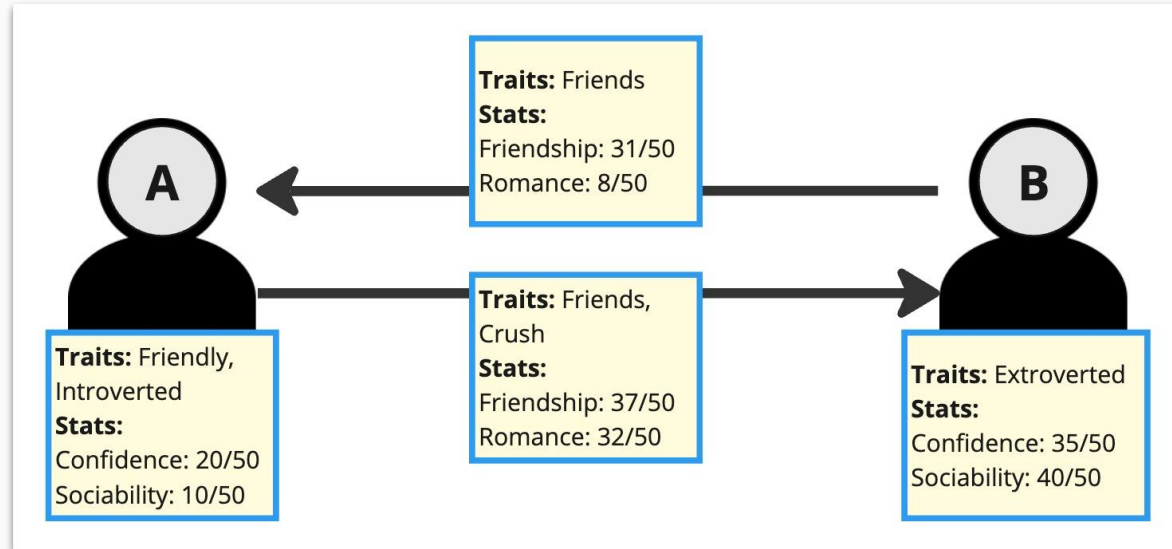 Traits: Friends
Stats:
Friendship: 31/50
Romance: 8/50
A
B
Traits: Friends,
Crush
Stats:
Friendship: 37/50
Romance: 32/50
Traits: Friendly,
Introverted
Stats:
Confidence: 20/50
Sociability: 10/50
Traits: Extroverted
Stats:
Confidence: 35/50
Sociability: 40/50